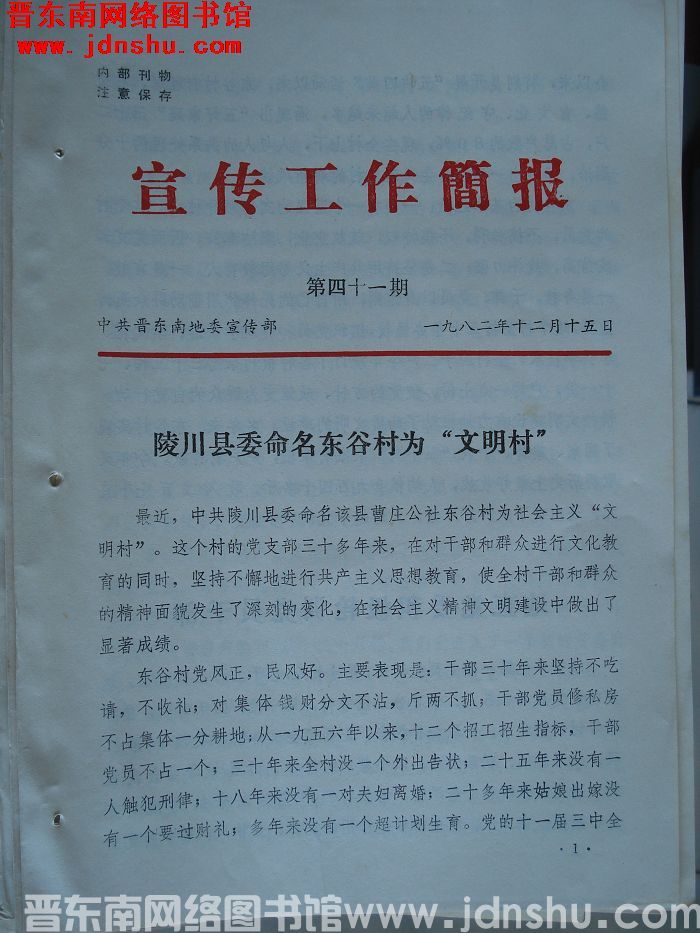 晋东南网络图书馆
www.jdnshu.com
内部刊物
注意保存
宣传工作簡报
第四十一期
中共晋东南地委宣传部 一九八二年十二月十五日
陵川县委命名东谷村为“文明村”
最近，中共陵川县委命名该县曹庄公社东谷村为社会主义“文
明村”。这个村的党支部三十多年来，在对干部和群众进行文化教
育的同时，坚持不懈地进行共产主义思想教育，使全村干部和群众
的精神面貌发生了深刻的变化，在社会主义精神文明建设中做出了
显著成绩。
东谷村党风正，民风好。主要表现是：干部三十年来坚持不吃
请，不收礼；对集体钱财分文不沾，斤两不抓；干部党员修私房
不占集体一分耕地；从一九五六年以来，十二个招工招生指标，干部
党员不占一个；三十年来全村没一个外出告状；二十五年来没有一
人触犯刑律；十八年来没有一对夫妇离婚；二十多年来姑娘出嫁没
有一个要过财礼；多年来没有一个超计划生育。党的十一届三中全
·1·
晋东南网络图书馆 www.jdnshu.com